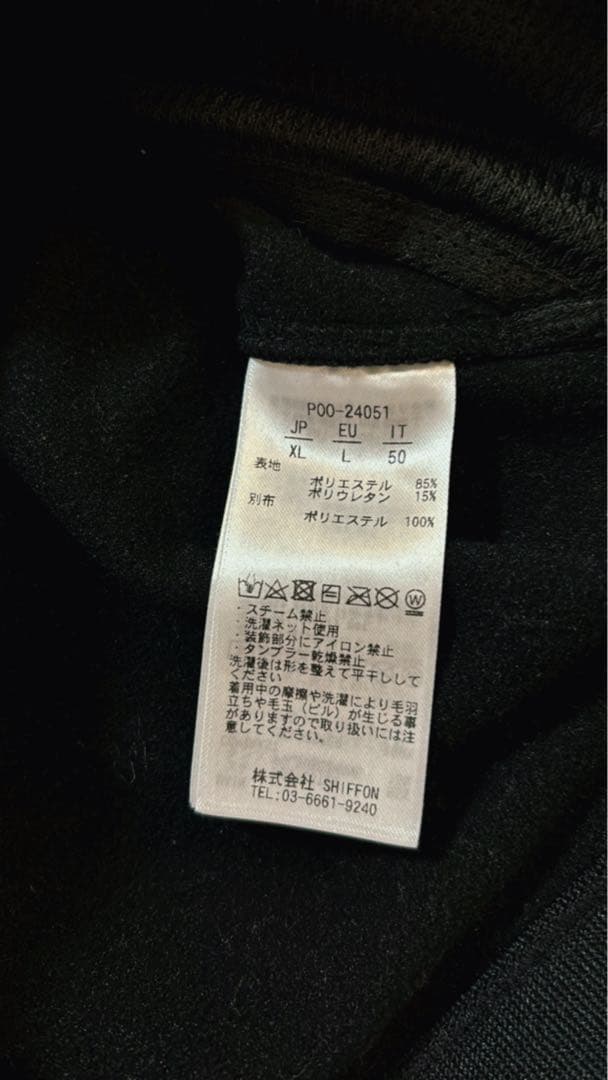 P00-24051
JP EU IT
XL L 50
表地 ポリエステル 85%
ポリウレタン 15%
別布 ポリエステル 100%
W
・スチーム禁止
・洗濯ネット使用
・装飾部分にアイロン禁止
・タンブラー乾燥禁止
洗濯後は形を整えて平干しして
ください
着用中の摩擦や洗濯により毛羽
立ちや毛玉（ピル）が生じる事
がありますので取り扱いには注
意してください。
株式会社 SHIFFON
TEL:03-6661-9240